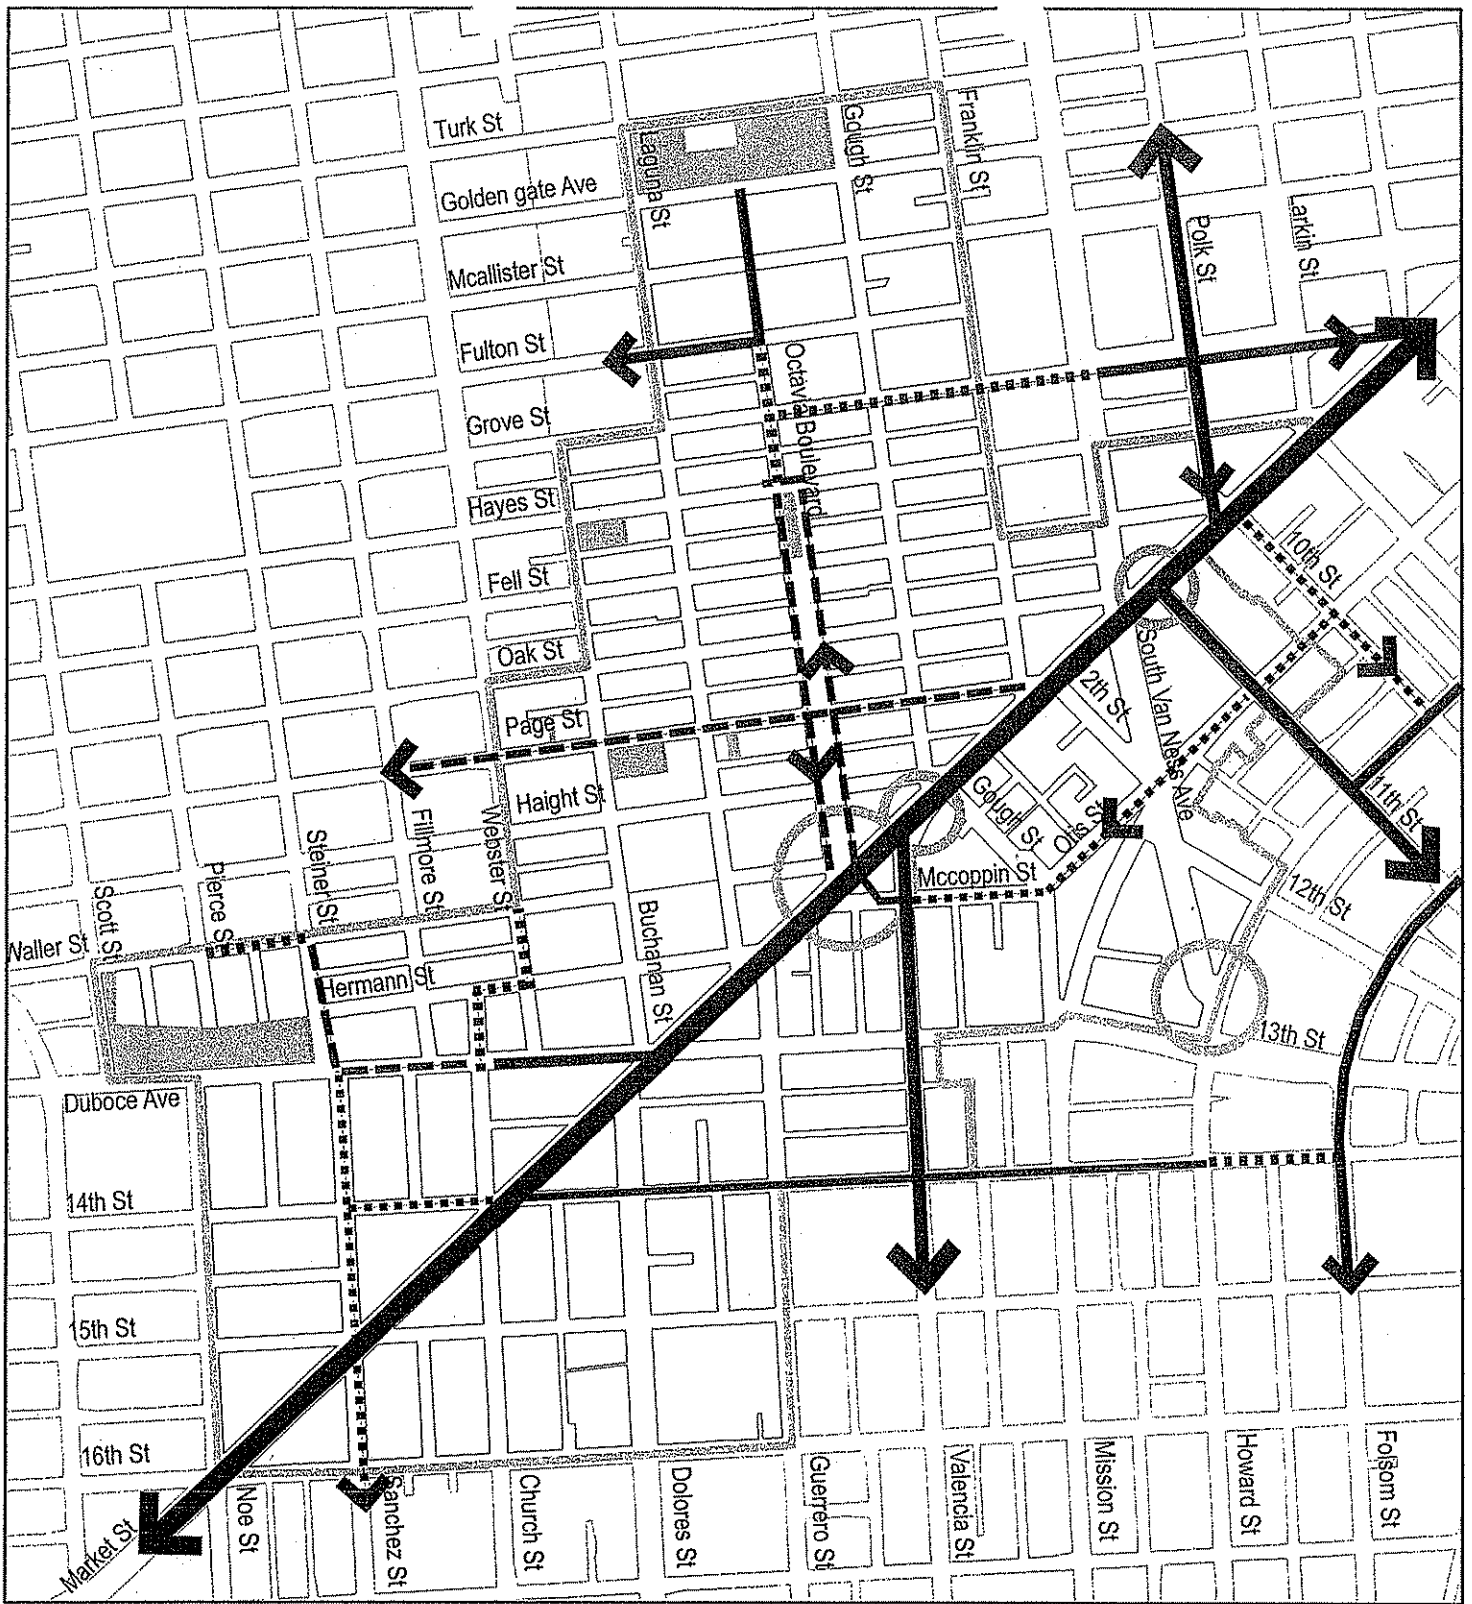 Turk St
Golden gate Ave
Mcallister St
Fulton St
Grove St
Hayes St
Fell St
Oak St
Page St
Haight St
Laguna St
Gough St
Franklin St
Polk St
Larkin St
Octavia Boulevard
10th St
South Van Ness Ave
2th St
11th St
Gough St
Otis St
Mccoppin St
12th St
13th St
Webster St
Fillmore St
Steiner St
Pierce S
Scott St
Waller St
Hermann St
Buchanan St
Duboce Ave
14th St
15th St
16th St
Market St
Noe St
Sanchez St
Church St
Dolores St
Guerrero St
Valencia St
Mission St
Howard St
Folsom St